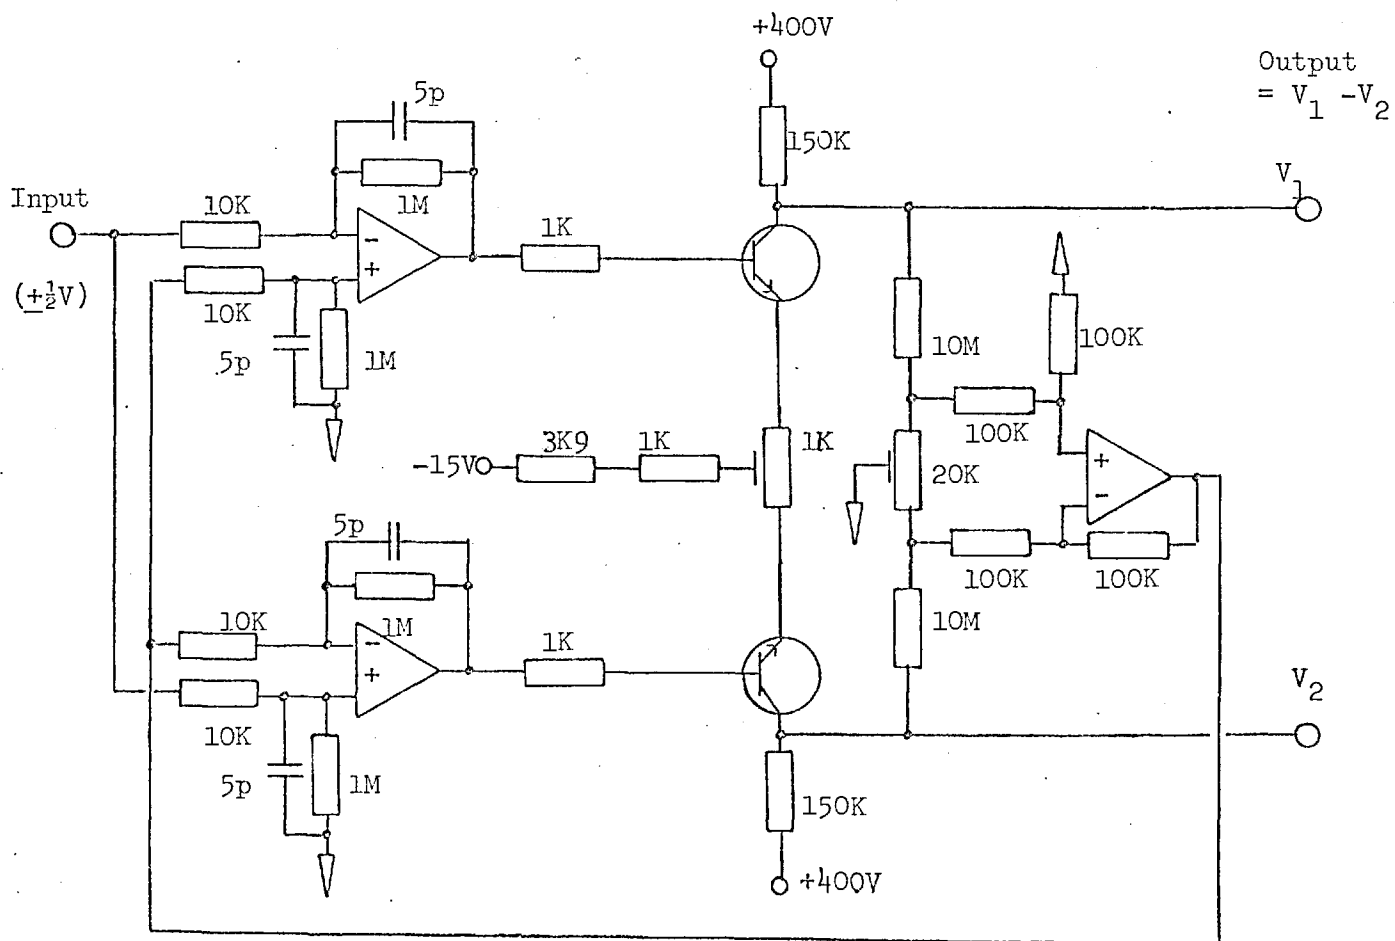 +400V
Output
= V1 -V2
5p
150K
V1
Input
10K
1M
1K
-
+
(±½V)
10K
5p
1M
10M
100K
100K
3K9
1K
1K
-15V
20K
+
-
5p
100K
100K
10K
1M
1K
10M
-
+
V2
10K
5p
1M
150K
+400V